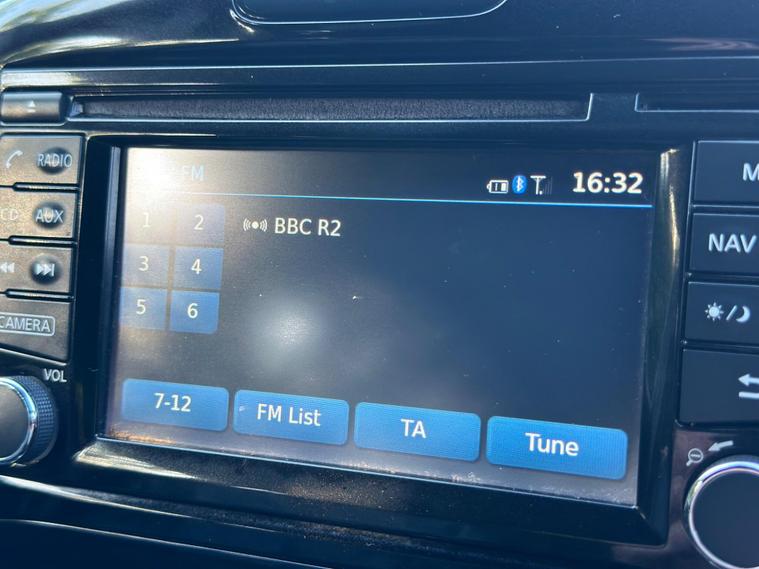 RADIO
CD AUX
CAMERA
VOL
FM
16:32
1 2
BBC R2
3 4
5 6
7-12
FM List
TA
Tune
M
NAV